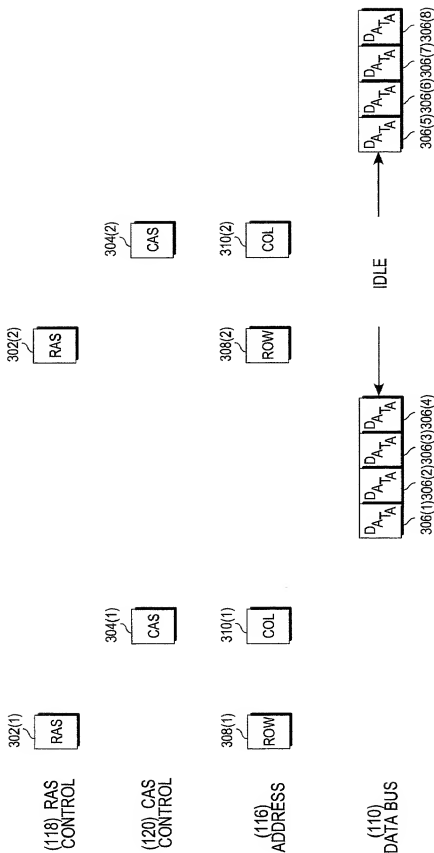 (118) RAS
CONTROL
302(1)
RAS
302(2)
RAS
(120) CAS
CONTROL
304(1)
CAS
304(2)
CAS
(116)
ADDRESS
308(1)
ROW
310(1)
COL
308(2)
ROW
310(2)
COL
(110)
DATA BUS
DATA
DATA
DATA
DATA
IDLE
DATA
DATA
DATA
DATA
306(1) 306(2) 306(3) 306(4)
306(5) 306(6) 306(7) 306(8)